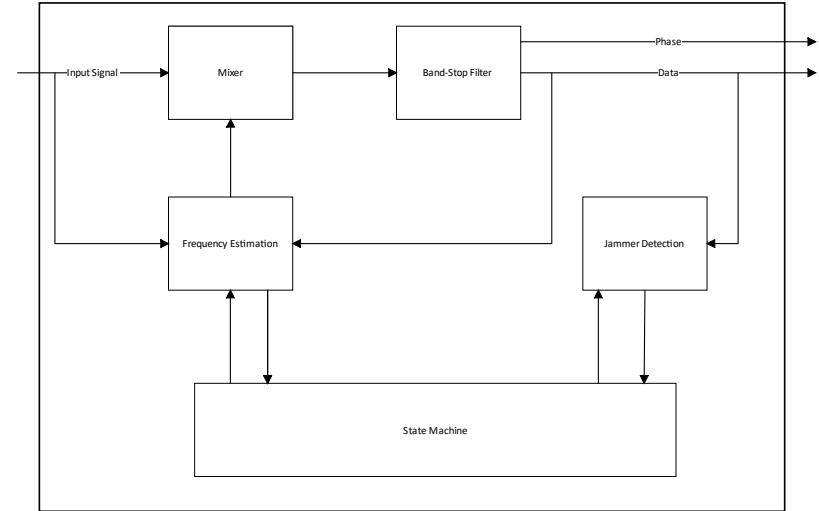 Phase
Input Signal
Mixer
Band-Stop Filter
Data
Frequency Estimation
Jammer Detection
State Machine